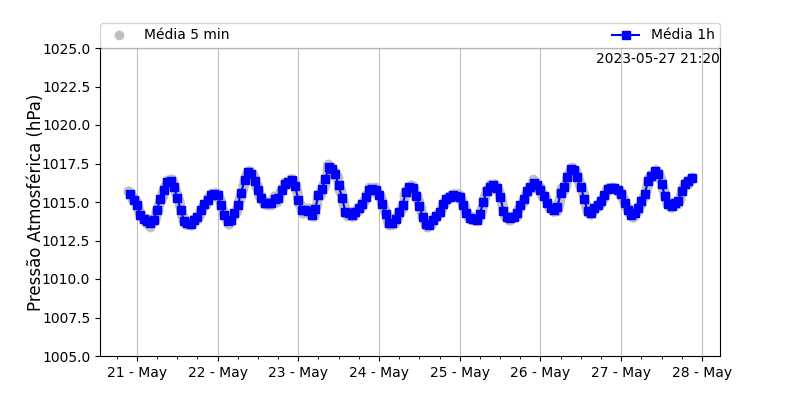 Média 5 min
Média 1h
2023-05-27 21:20
Pressão Atmosférica (hPa)
1025.0
1022.5
1020.0
1017.5
1015.0
1012.5
1010.0
1007.5
1005.0
21 - May 22 - May 23 - May 24 - May 25 - May 26 - May 27 - May 28 - May